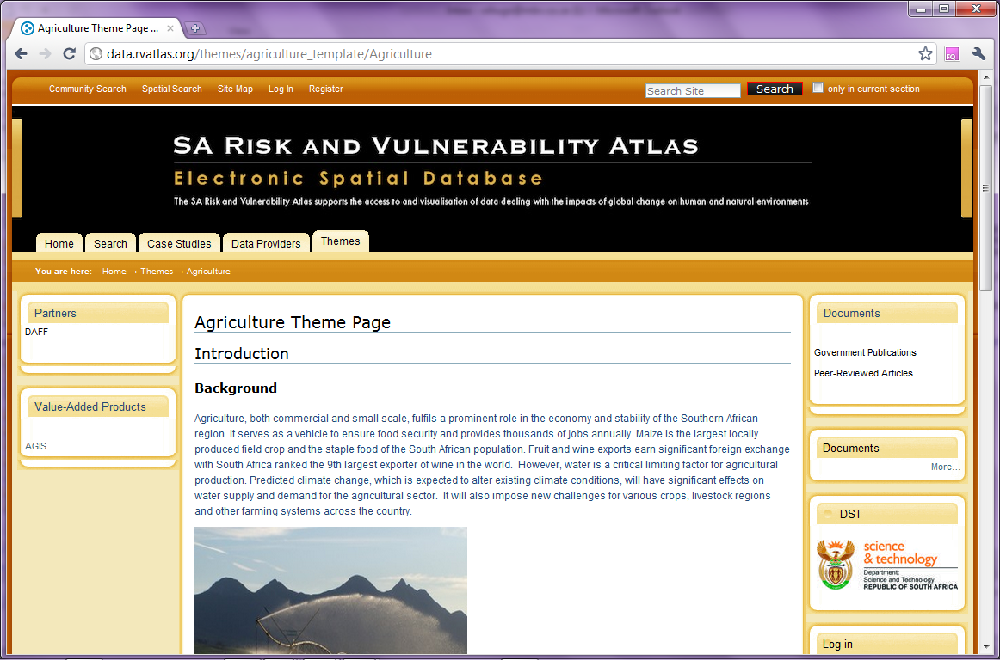 Agriculture Theme Page ...
data.rvatlas.org/themes/agriculture_template/Agriculture
FQ
Community Search Spatial Search Site Map Log In Register
Search Site Search only in current section
SA Risk and Vulnerability Atlas
Electronic Spatial Database
The SA Risk and Vulnerability Atlas supports the access to and visualisation of data dealing with the impacts of global change on human and natural environments
Home Search Case Studies Data Providers Themes
You are here: Home → Themes → Agriculture
Partners
DAFF
Value-Added Products
AGIS
Agriculture Theme Page
Introduction
Background
Agriculture, both commercial and small scale, fulfils a prominent role in the economy and stability of the Southern African
region. It serves as a vehicle to ensure food security and provides thousands of jobs annually. Maize is the largest locally
produced field crop and the staple food of the South African population. Fruit and wine exports earn significant foreign exchange
with South Africa ranked the 9th largest exporter of wine in the world. However, water is a critical limiting factor for agricultural
production. Predicted climate change, which is expected to alter existing climate conditions, will have significant effects on
water supply and demand for the agricultural sector. It will also impose new challenges for various crops, livestock regions
and other farming systems across the country.
Documents
Government Publications
Peer-Reviewed Articles
Documents
More...
DST
science
& technology
Department:
Science and Technology
REPUBLIC OF SOUTH AFRICA
Log in